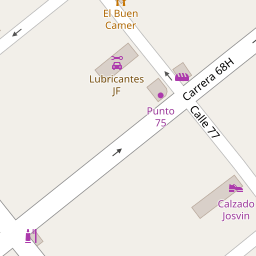 El Buen
Camer
Lubricantes
JF
Carrera 68H
Punto
75
Calle 77
Calzado
Josvin